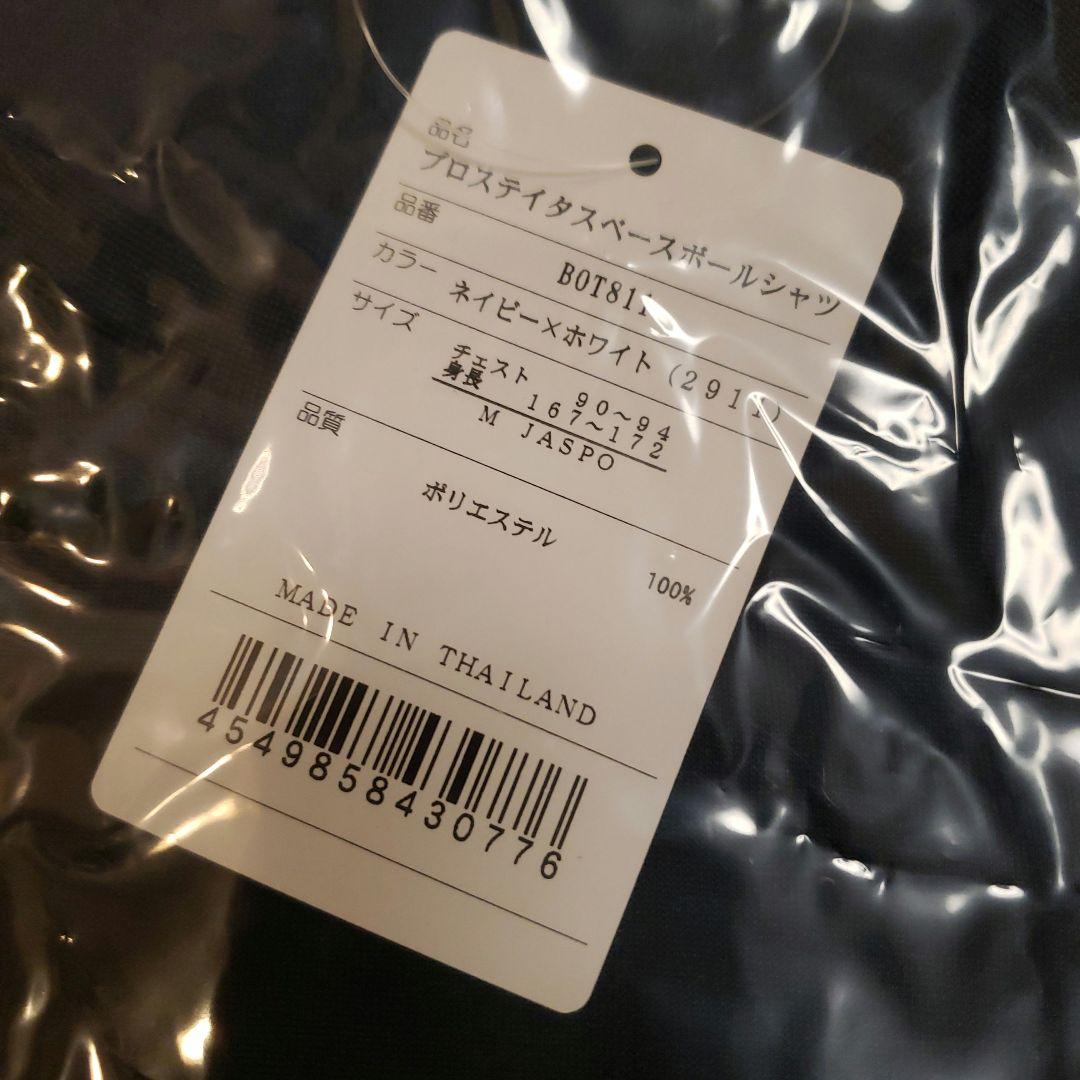 品名
プロステイタスベースボールシャツ
品番
カラー ネイビー×ホワイト
サイズ
チェスト 90~94
身長 167~172
M JASPO
品質
ポリエステル
100%
MADE IN THAILAND
4549858430776